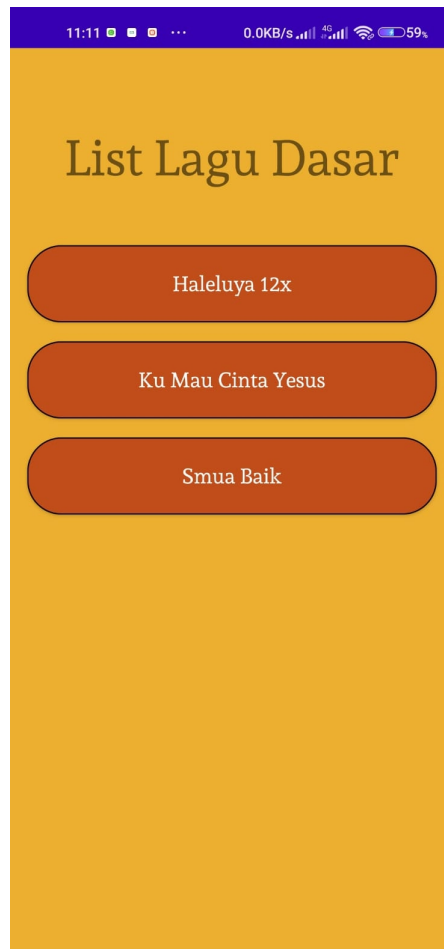 11:11 ... 0.0KB/s 4G 59%
List Lagu Dasar
Haleluya 12x
Ku Mau Cinta Yesus
Smua Baik